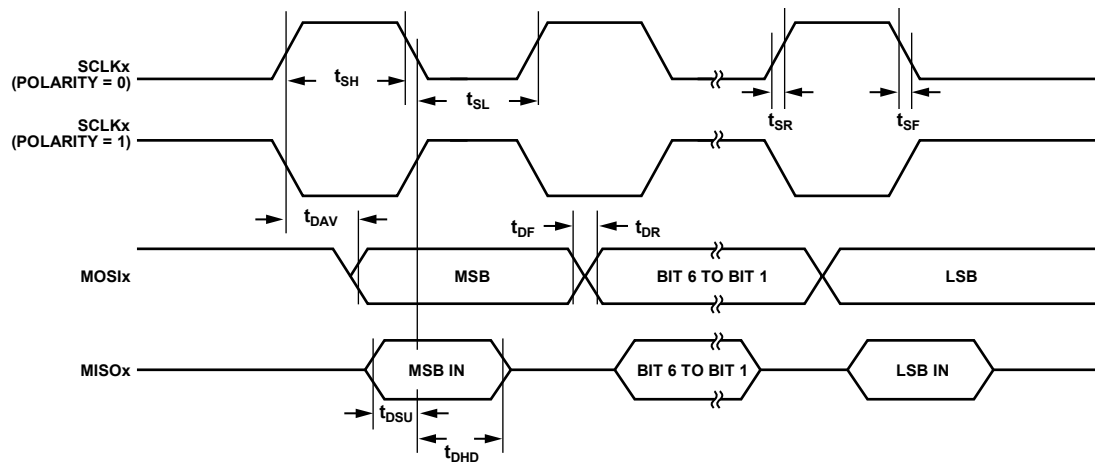 SCLKx
(POLARITY = 0)
tSH
tSL
tSR
tSF
SCLKx
(POLARITY = 1)
tDAV
tDF
tDR
MOSIx
MSB
BIT 6 TO BIT 1
LSB
MISOx
MSB IN
BIT 6 TO BIT 1
LSB IN
tDSU
tDHD